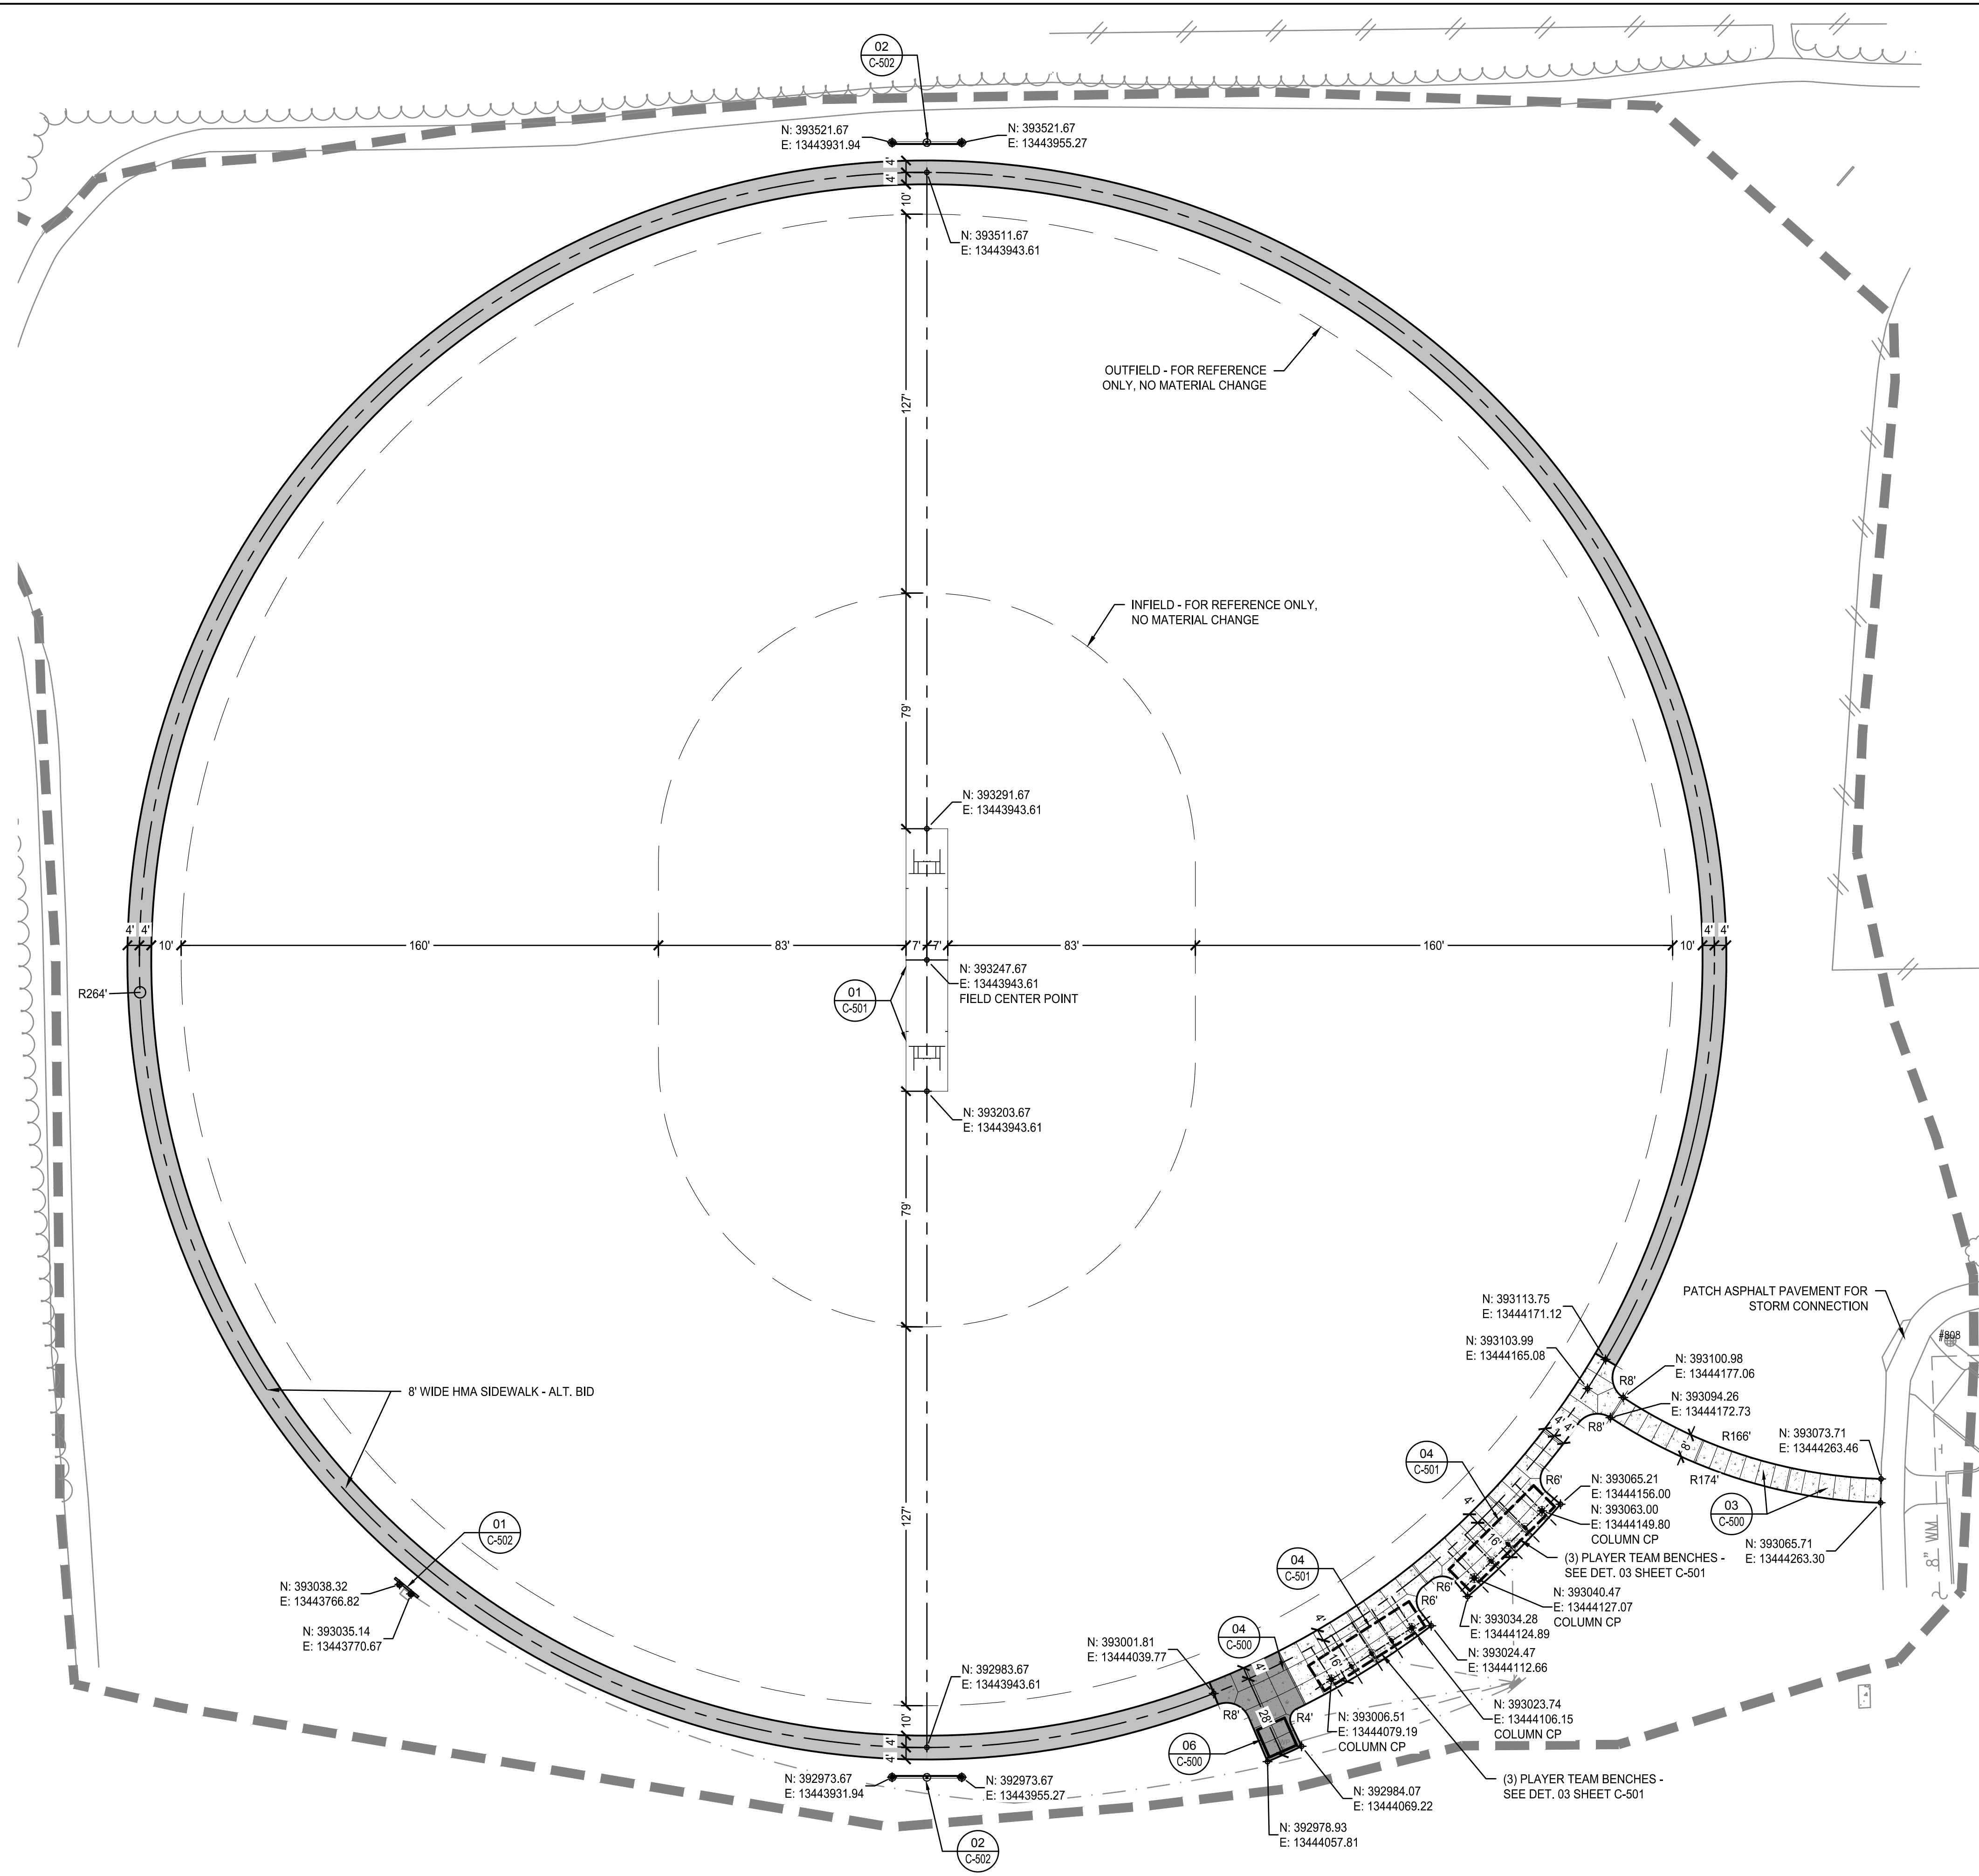 02
C-502
N: 393521.67
E: 13443931.94
N: 393521.67
E: 13443955.27
4'
4'
10'
N: 393511.67
E: 13443943.61
OUTFIELD - FOR REFERENCE
ONLY, NO MATERIAL CHANGE
127'
INFIELD - FOR REFERENCE ONLY,
NO MATERIAL CHANGE
79'
N: 393291.67
E: 13443943.61
4'
4'
10'
160'
83'
7'
7'
83'
160'
10'
4'
4'
R264'
01
C-501
N: 393247.67
E: 13443943.61
FIELD CENTER POINT
N: 393203.67
E: 13443943.61
79'
PATCH ASPHALT PAVEMENT FOR
STORM CONNECTION
#808
N: 393113.75
E: 13444171.12
N: 393103.99
E: 13444165.08
R8'
N: 393100.98
E: 13444177.06
N: 393094.26
E: 13444172.73
8' WIDE HMA SIDEWALK - ALT. BID
4'
4'
R8'
8'
R166'
R174'
N: 393073.71
E: 13444263.46
04
C-501
R6'
N: 393065.21
E: 13444156.00
N: 393063.00
E: 13444149.80
COLUMN CP
03
C-500
N: 393065.71
E: 13444263.30
8" WM
4'
16'
(3) PLAYER TEAM BENCHES -
SEE DET. 03 SHEET C-501
127'
01
C-502
04
C-501
N: 393038.32
E: 13443766.82
N: 393035.14
E: 13443770.67
R6'
R6'
N: 393040.47
E: 13444127.07
COLUMN CP
N: 393034.28
E: 13444124.89
N: 393024.47
E: 13444112.66
N: 393001.81
E: 13444039.77
04
C-500
4'
16'
4'
N: 392983.67
E: 13443943.61
N: 393023.74
E: 13444106.15
COLUMN CP
10'
4'
4'
R8'
28'
R4'
N: 393006.51
E: 13444079.19
COLUMN CP
06
C-500
N: 392973.67
E: 13443931.94
N: 392973.67
E: 13443955.27
(3) PLAYER TEAM BENCHES -
SEE DET. 03 SHEET C-501
N: 392984.07
E: 13444069.22
N: 392978.93
E: 13444057.81
02
C-502